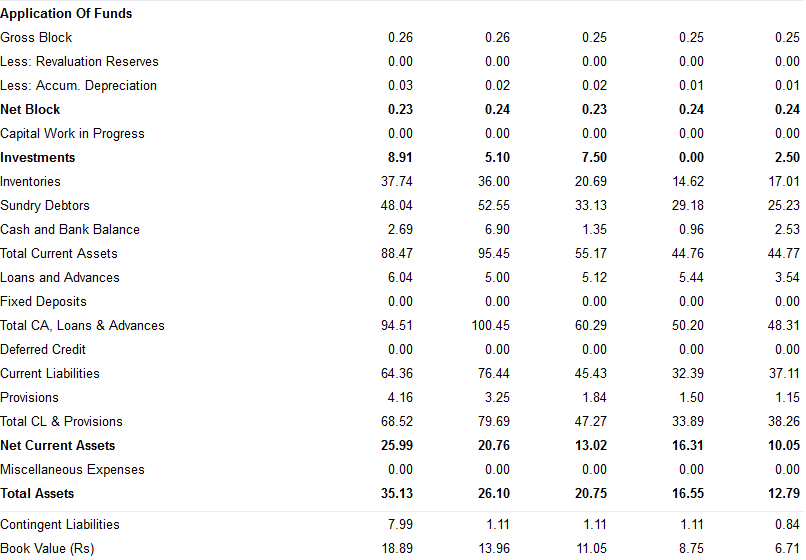 Application Of Funds
Gross Block 0.26 0.26 0.25 0.25 0.25
Less: Revaluation Reserves 0.00 0.00 0.00 0.00 0.00
Less: Accum. Depreciation 0.03 0.02 0.02 0.01 0.01
Net Block 0.23 0.24 0.23 0.24 0.24
Capital Work in Progress 0.00 0.00 0.00 0.00 0.00
Investments 8.91 5.10 7.50 0.00 2.50
Inventories 37.74 36.00 20.69 14.62 17.01
Sundry Debtors 48.04 52.55 33.13 29.18 25.23
Cash and Bank Balance 2.69 6.90 1.35 0.96 2.53
Total Current Assets 88.47 95.45 55.17 44.76 44.77
Loans and Advances 6.04 5.00 5.12 5.44 3.54
Fixed Deposits 0.00 0.00 0.00 0.00 0.00
Total CA, Loans & Advances 94.51 100.45 60.29 50.20 48.31
Deferred Credit 0.00 0.00 0.00 0.00 0.00
Current Liabilities 64.36 76.44 45.43 32.39 37.11
Provisions 4.16 3.25 1.84 1.50 1.15
Total CL & Provisions 68.52 79.69 47.27 33.89 38.26
Net Current Assets 25.99 20.76 13.02 16.31 10.05
Miscellaneous Expenses 0.00 0.00 0.00 0.00 0.00
Total Assets 35.13 26.10 20.75 16.55 12.79
Contingent Liabilities 7.99 1.11 1.11 1.11 0.84
Book Value (Rs) 18.89 13.96 11.05 8.75 6.71